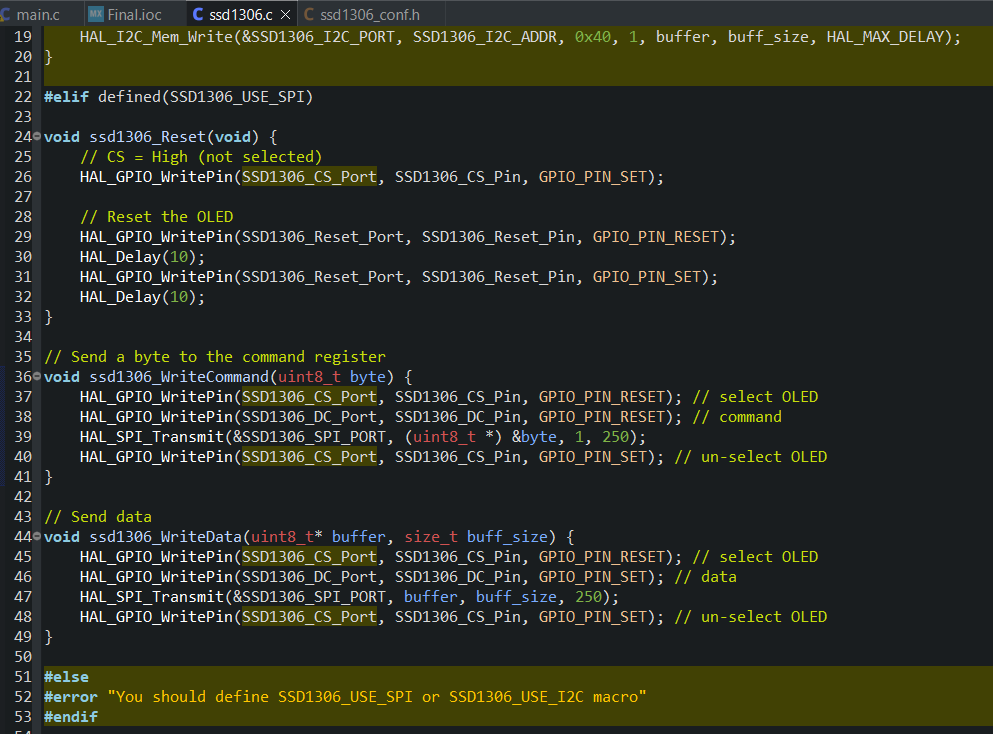 main.c
MX Final.ioc
C ssd1306.c
C ssd1306_conf.h
19 HAL_I2C_Mem_Write(&SSD1306_I2C_PORT, SSD1306_I2C_ADDR, 0x40, 1, buffer, buff_size, HAL_MAX_DELAY);
20 }
21
22 #elif defined(SSD1306_USE_SPI)
23
24 void ssd1306_Reset(void) {
25     // CS = High (not selected)
26     HAL_GPIO_WritePin(SSD1306_CS_Port, SSD1306_CS_Pin, GPIO_PIN_SET);
27
28     // Reset the OLED
29     HAL_GPIO_WritePin(SSD1306_Reset_Port, SSD1306_Reset_Pin, GPIO_PIN_RESET);
30     HAL_Delay(10);
31     HAL_GPIO_WritePin(SSD1306_Reset_Port, SSD1306_Reset_Pin, GPIO_PIN_SET);
32     HAL_Delay(10);
33 }
34
35 // Send a byte to the command register
36 void ssd1306_WriteCommand(uint8_t byte) {
37     HAL_GPIO_WritePin(SSD1306_CS_Port, SSD1306_CS_Pin, GPIO_PIN_RESET); // select OLED
38     HAL_GPIO_WritePin(SSD1306_DC_Port, SSD1306_DC_Pin, GPIO_PIN_RESET); // command
39     HAL_SPI_Transmit(&SSD1306_SPI_PORT, (uint8_t *) &byte, 1, 250);
40     HAL_GPIO_WritePin(SSD1306_CS_Port, SSD1306_CS_Pin, GPIO_PIN_SET); // un-select OLED
41 }
42
43 // Send data
44 void ssd1306_WriteData(uint8_t* buffer, size_t buff_size) {
45     HAL_GPIO_WritePin(SSD1306_CS_Port, SSD1306_CS_Pin, GPIO_PIN_RESET); // select OLED
46     HAL_GPIO_WritePin(SSD1306_DC_Port, SSD1306_DC_Pin, GPIO_PIN_SET); // data
47     HAL_SPI_Transmit(&SSD1306_SPI_PORT, buffer, buff_size, 250);
48     HAL_GPIO_WritePin(SSD1306_CS_Port, SSD1306_CS_Pin, GPIO_PIN_SET); // un-select OLED
49 }
50
51 #else
52 #error "You should define SSD1306_USE_SPI or SSD1306_USE_I2C macro"
53 #endif